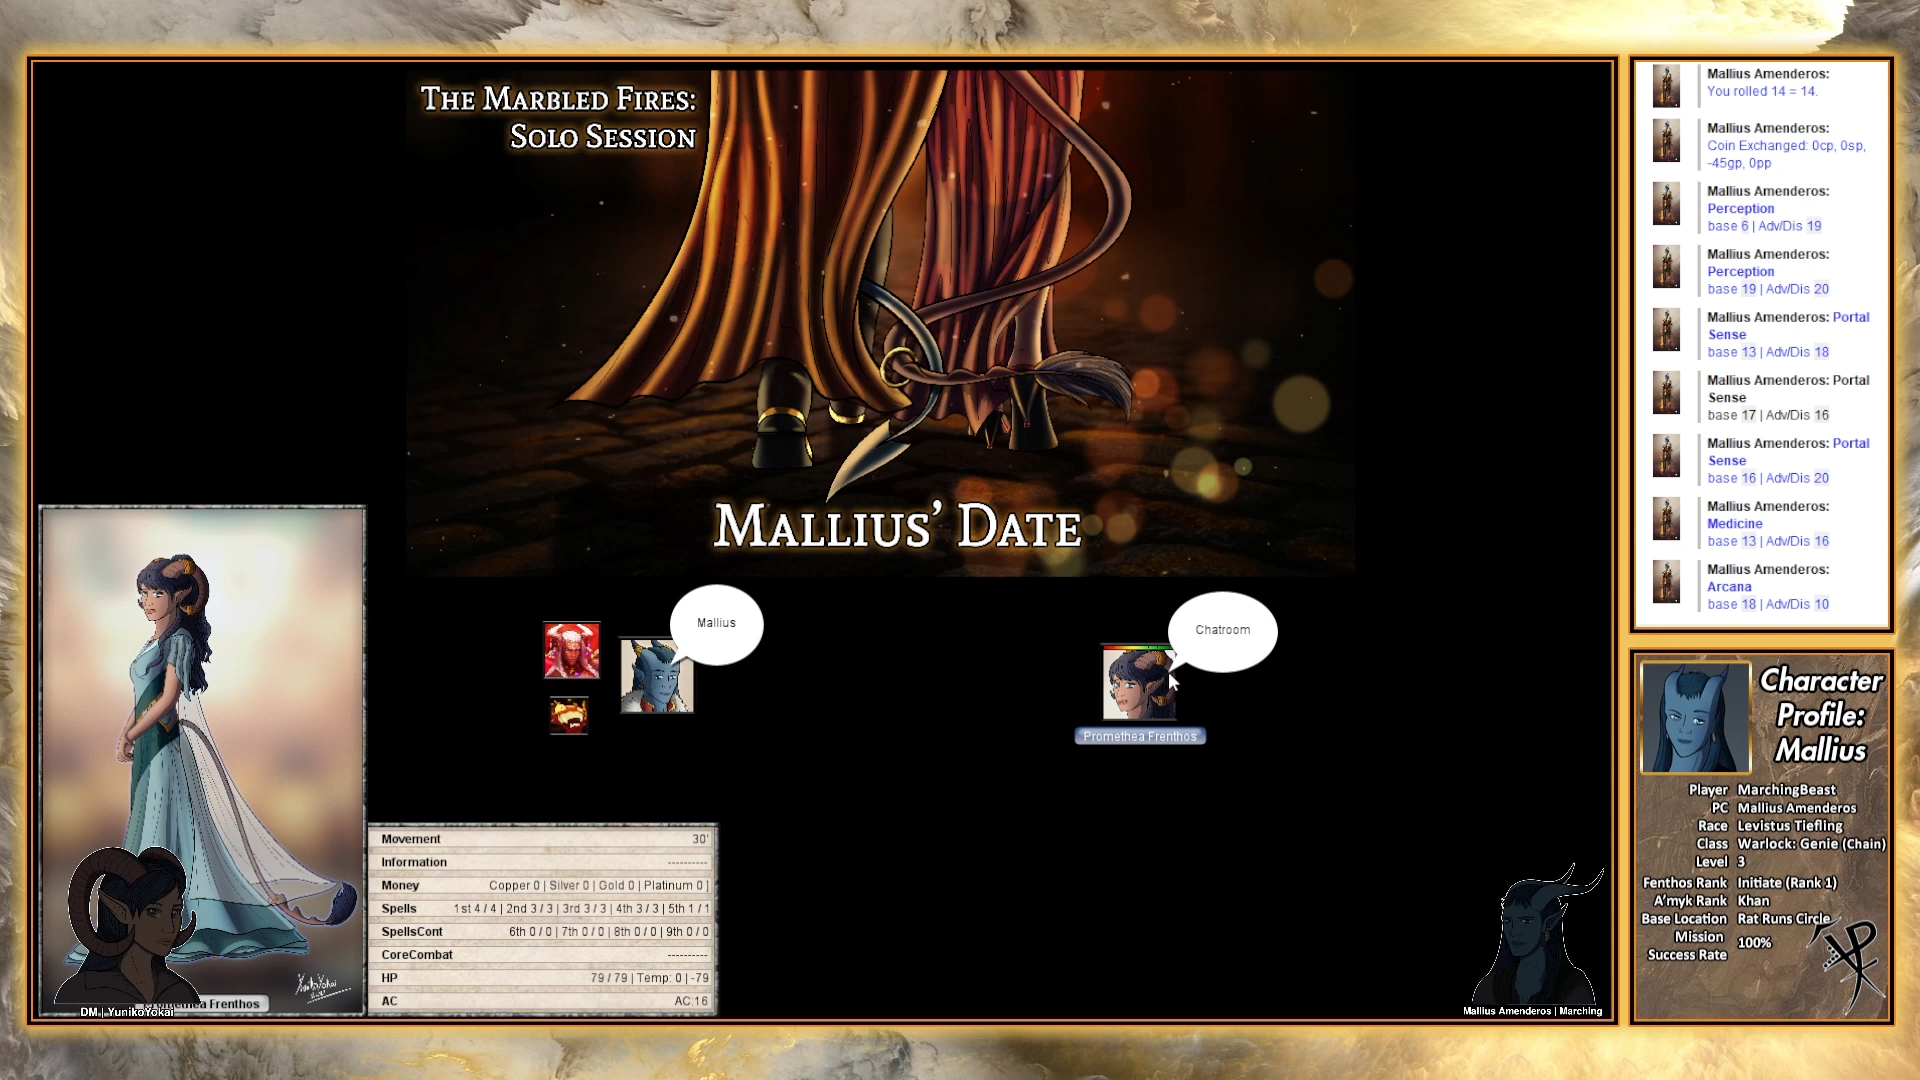 THE MARBLED FIRES:
SOLO SESSION
MALLIUS' DATE
Mallius
Chatroom
Promethea Frenthos
Movement 30'
Information ----------
Money Copper 0 | Silver 0 | Gold 0 | Platinum 0 ]
Spells 1st 4 / 4 | 2nd 3 / 3 | 3rd 3 / 3 | 4th 3 / 3 | 5th 1 / 1
SpellsCont 6th 0 / 0 | 7th 0 / 0 | 8th 0 / 0 | 9th 0 / 0
CoreCombat ----------
HP 79 / 79 | Temp: 0 | -79
AC AC:16
Frenthos
DM | YunikoYokai
Mallius Amenderos | Marching
Mallius Amenderos:
You rolled 14 = 14.
Mallius Amenderos:
Coin Exchanged: 0cp, 0sp,
-45gp, 0pp
Mallius Amenderos:
Perception
base 6 | Adv/Dis 19
Mallius Amenderos:
Perception
base 19 | Adv/Dis 20
Mallius Amenderos: Portal
Sense
base 13 | Adv/Dis 18
Mallius Amenderos: Portal
Sense
base 17 | Adv/Dis 16
Mallius Amenderos: Portal
Sense
base 16 | Adv/Dis 20
Mallius Amenderos:
Medicine
base 13 | Adv/Dis 16
Mallius Amenderos:
Arcana
base 18 | Adv/Dis 10
Character
Profile:
Mallius
Player MarchingBeast
PC Mallius Amenderos
Race Levistus Tiefling
Class Warlock: Genie (Chain)
Level 3
Fenthos Rank Initiate (Rank 1)
A'myk Rank Khan
Base Location Rat Runs Circle
Mission
Success Rate 100%